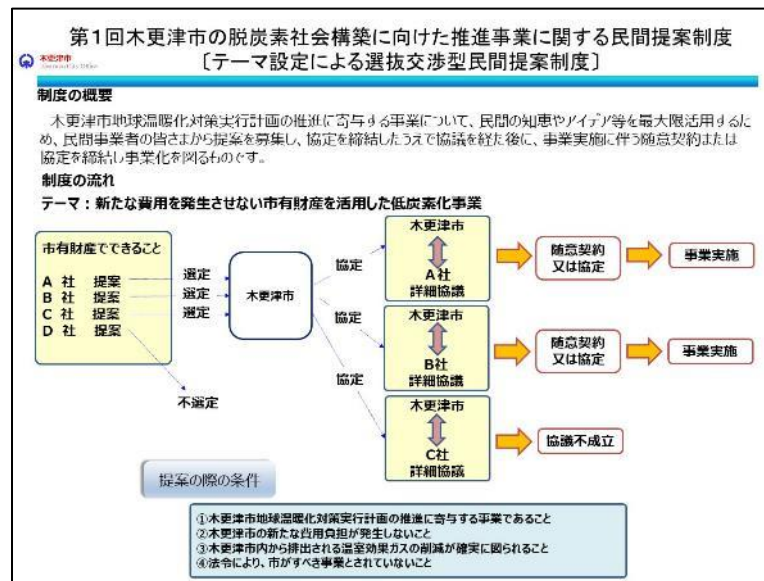 第1回木更津市の脱炭素社会構築に向けた推進事業に関する民間提案制度
〔テーマ設定による選抜交渉型民間提案制度〕
木更津市
制度の概要
木更津市地球温暖化対策実行計画の推進に寄与する事業について、民間の知恵やアイデア等を最大限活用するた
め、民間事業者の皆さまから提案を募集し、協定を締結したうえで協議を経た後に、事業実施に伴う随意契約または
協定を締結し事業化を図るものです。
制度の流れ
テーマ：新たな費用を発生させない市有財産を活用した低炭素化事業
市有財産でできること
A 社 提案
B 社 提案
C 社 提案
D 社 提案
選定
選定
選定
不選定
木更津市
協定
協定
協定
木更津市
A社
詳細協議
随意契約
又は協定
事業実施
木更津市
B社
詳細協議
随意契約
又は協定
事業実施
木更津市
C社
詳細協議
協議不成立
提案の際の条件
①木更津市地球温暖化対策実行計画の推進に寄与する事業であること
②木更津市の新たな費用負担が発生しないこと
③木更津市内から排出される温室効果ガスの削減が確実に図られること
④法令により、市がすべき事業とされていないこと